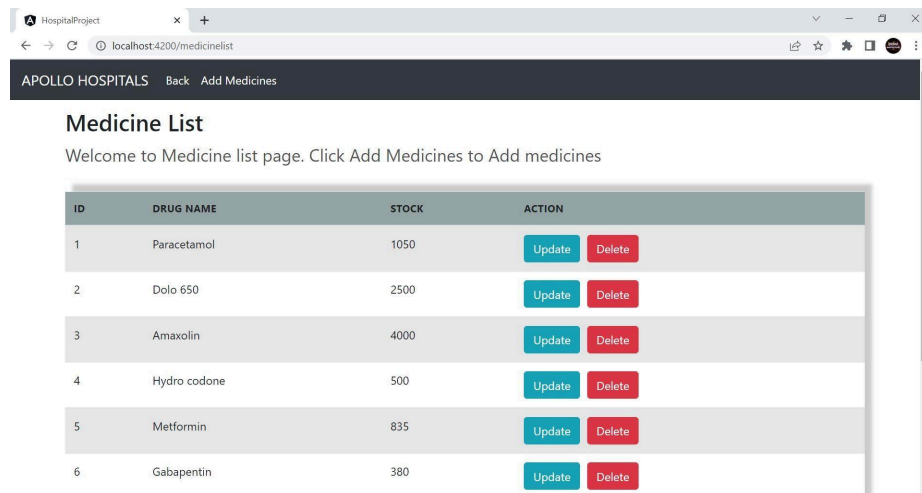 HospitalProject
localhost:4200/medicinelist
APOLLO HOSPITALS Back Add Medicines
Medicine List
Welcome to Medicine list page. Click Add Medicines to Add medicines
ID DRUG NAME STOCK ACTION
1 Paracetamol 1050 Update Delete
2 Dolo 650 2500 Update Delete
3 Amaxolin 4000 Update Delete
4 Hydro codone 500 Update Delete
5 Metformin 835 Update Delete
6 Gabapentin 380 Update Delete